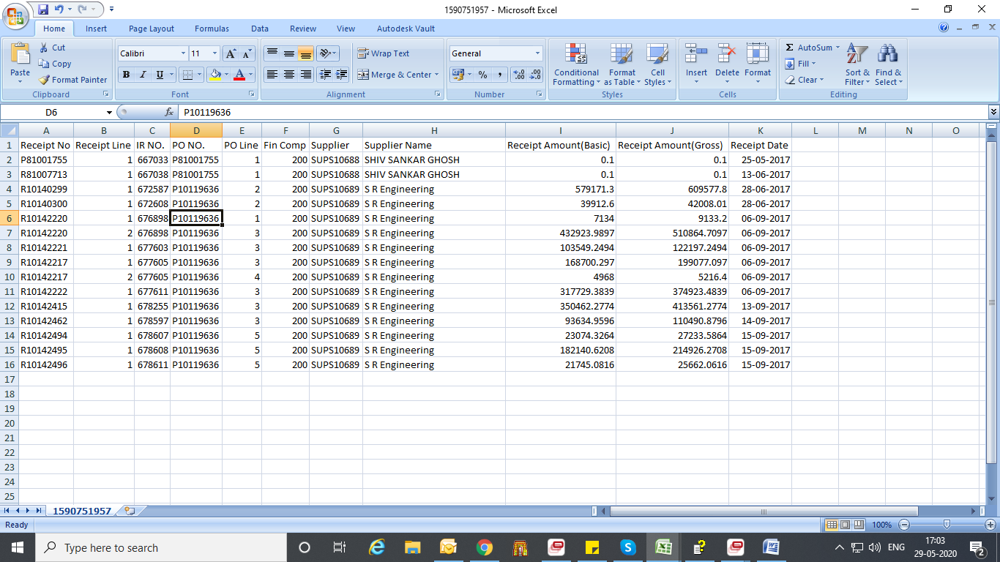 1590751957 - Microsoft Excel
Home Insert Page Layout Formulas Data Review View Autodesk Vault
Paste Cut Copy Format Painter Clipboard
Calibri 11 B I U Font
Wrap Text Merge & Center Alignment
General % , Number
Conditional Formatting Format as Table Cell Styles Styles
Insert Delete Format Cells
Σ AutoSum Fill Clear Sort & Filter Find & Select Editing
D6 fx P10119636
A B C D E F G H I J K L M N O
1 Receipt No Receipt Line IR NO. PO NO. PO Line Fin Comp Supplier Supplier Name Receipt Amount(Basic) Receipt Amount(Gross) Receipt Date
2 P81001755 1 667033 P81001755 1 200 SUPS10688 SHIV SANKAR GHOSH 0.1 0.1 25-05-2017
3 R81007713 1 667038 P81001755 1 200 SUPS10688 SHIV SANKAR GHOSH 0.1 0.1 13-06-2017
4 R10140299 1 672587 P10119636 2 200 SUPS10689 S R Engineering 579171.3 609577.8 28-06-2017
5 R10140300 1 672608 P10119636 2 200 SUPS10689 S R Engineering 39912.6 42008.01 28-06-2017
6 R10142220 1 676898 P10119636 1 200 SUPS10689 S R Engineering 7134 9133.2 06-09-2017
7 R10142220 2 676898 P10119636 3 200 SUPS10689 S R Engineering 432923.9897 510864.7097 06-09-2017
8 R10142221 1 677603 P10119636 3 200 SUPS10689 S R Engineering 103549.2494 122197.2494 06-09-2017
9 R10142217 1 677605 P10119636 3 200 SUPS10689 S R Engineering 168700.297 199077.097 06-09-2017
10 R10142217 2 677605 P10119636 4 200 SUPS10689 S R Engineering 4968 5216.4 06-09-2017
11 R10142222 1 677611 P10119636 3 200 SUPS10689 S R Engineering 317729.3839 374923.4839 06-09-2017
12 R10142415 1 678255 P10119636 3 200 SUPS10689 S R Engineering 350462.2774 413561.2774 13-09-2017
13 R10142462 1 678597 P10119636 3 200 SUPS10689 S R Engineering 93634.9596 110490.8796 14-09-2017
14 R10142494 1 678607 P10119636 5 200 SUPS10689 S R Engineering 23074.3264 27233.5864 15-09-2017
15 R10142495 1 678608 P10119636 5 200 SUPS10689 S R Engineering 182140.6208 214926.2708 15-09-2017
16 R10142496 1 678611 P10119636 5 200 SUPS10689 S R Engineering 21745.0816 25662.0616 15-09-2017
17
18
19
20
21
22
23
24
25
1590751957
Ready 100%
Type here to search ENG 17:03
29-05-2020 2